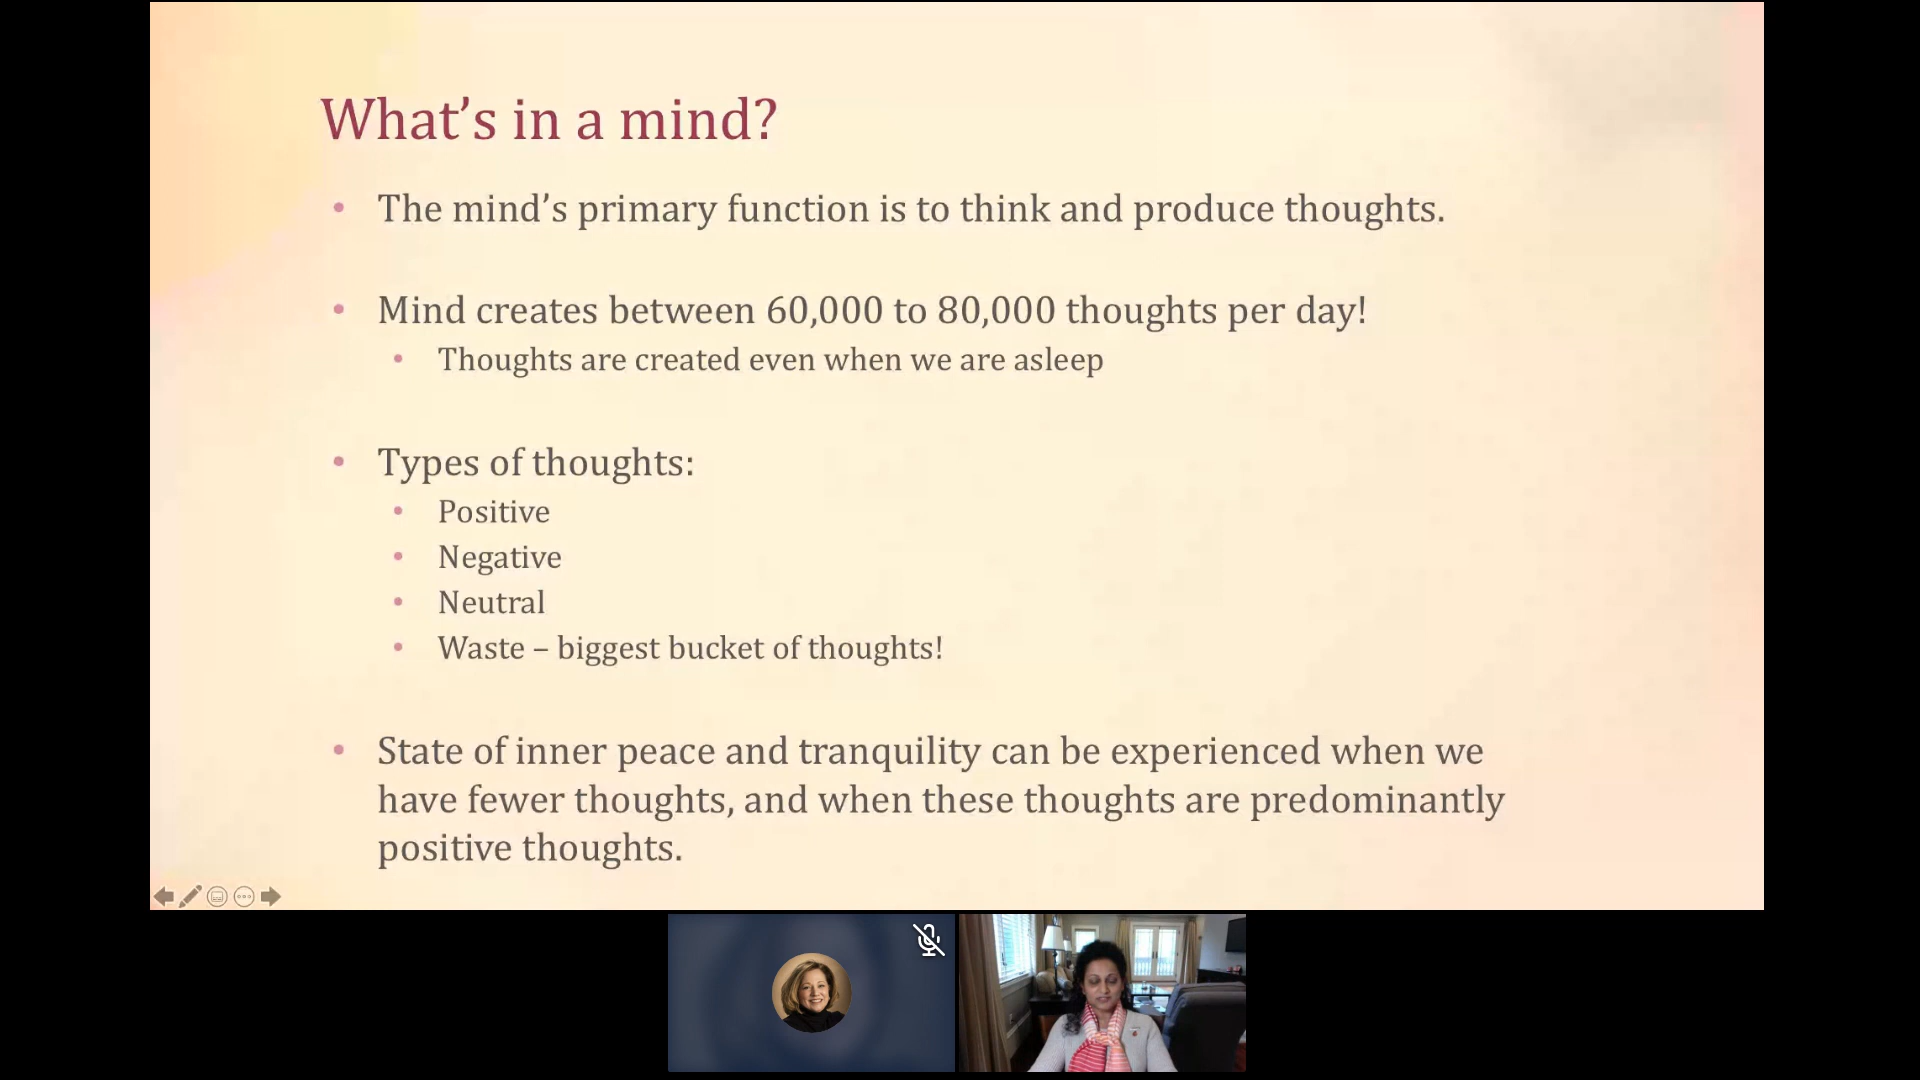 What’s in a mind?
• The mind’s primary function is to think and produce thoughts.
• Mind creates between 60,000 to 80,000 thoughts per day!
• Thoughts are created even when we are asleep
• Types of thoughts:
• Positive
• Negative
• Neutral
• Waste – biggest bucket of thoughts!
• State of inner peace and tranquility can be experienced when we
have fewer thoughts, and when these thoughts are predominantly
positive thoughts.